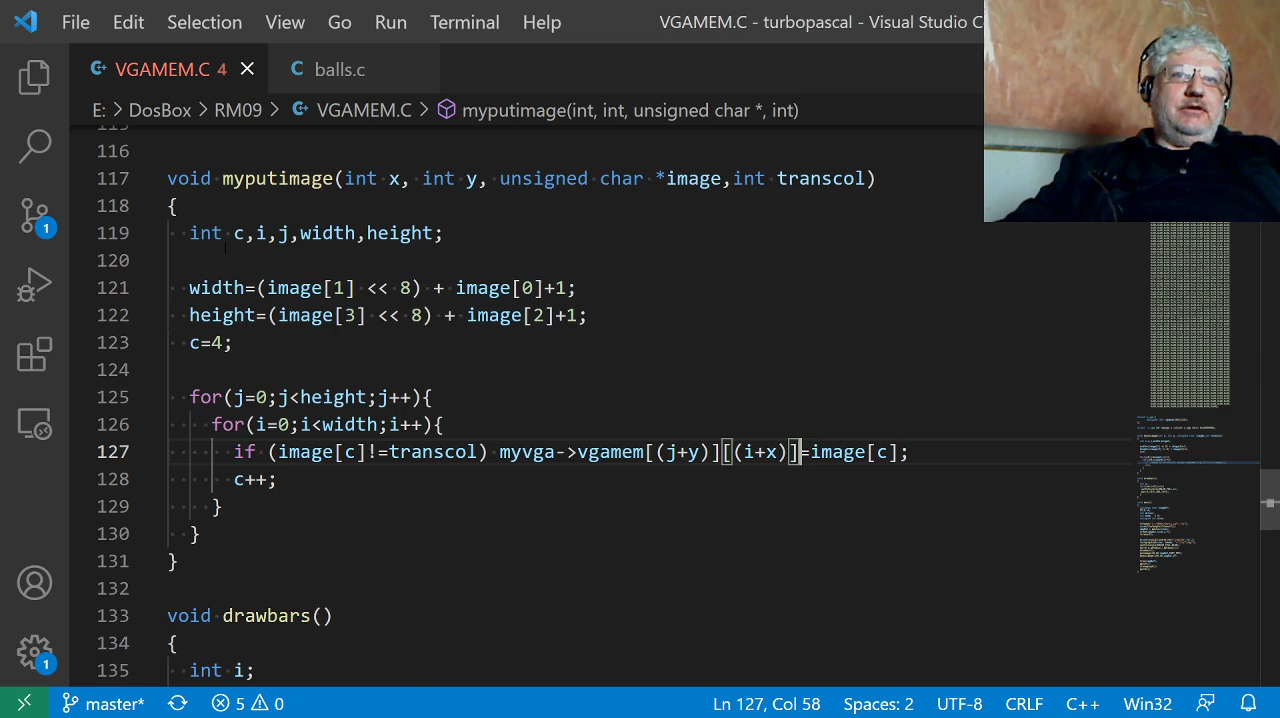 File Edit Selection View Go Run Terminal Help VGAMEM.C - turbopascal - Visual Studio C
VGAMEM.C 4 balls.c
E: > DosBox > RM09 > VGAMEM.C > myputimage(int, int, unsigned char *, int)
116
117 void myputimage(int x, int y, unsigned char *image,int transcol)
118 {
119 int c,i,j,width,height;
120
121 width=(image[1] << 8) + image[0]+1;
122 height=(image[3] << 8) + image[2]+1;
123 c=4;
124
125 for(j=0;j<height;j++){
126 for(i=0;i<width;i++){
127 if (image[c]!=transcol) myvga->vgamem[(j+y)][(i+x)]=image[c];
128 c++;
129 }
130 }
131 }
132
133 void drawbars()
134 {
135 int i;
1
1
master* 5 0 Ln 127, Col 58 Spaces: 2 UTF-8 CRLF C++ Win32